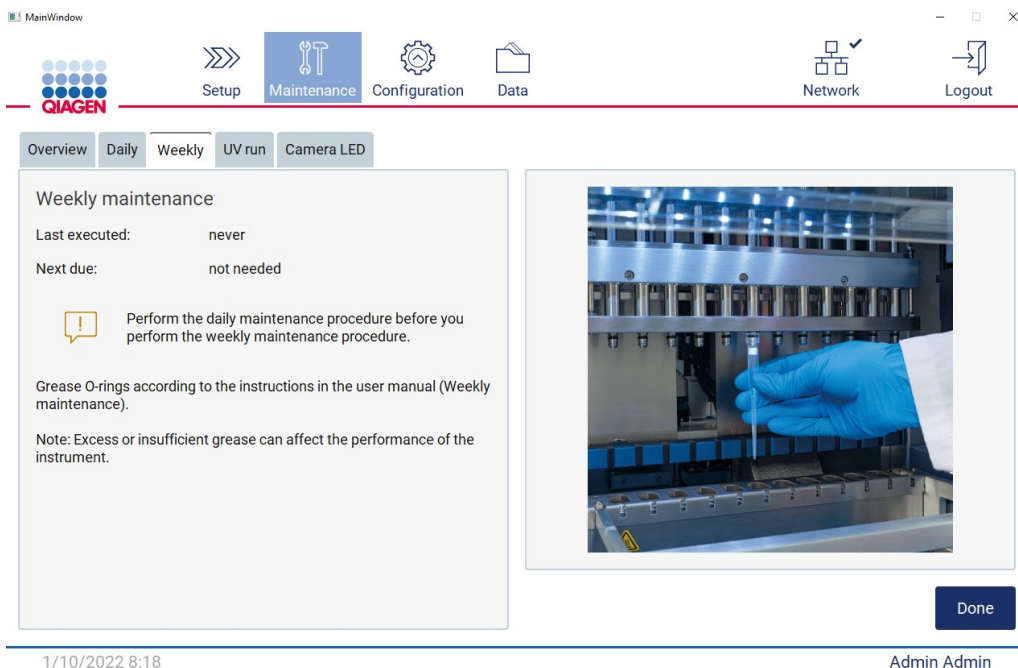 MainWindow
QIAGEN
Setup
Maintenance
Configuration
Data
Network
Logout
Overview
Daily
Weekly
UV run
Camera LED
Weekly maintenance
Last executed: never
Next due: not needed
Perform the daily maintenance procedure before you
perform the weekly maintenance procedure.
Grease O-rings according to the instructions in the user manual (Weekly
maintenance).
Note: Excess or insufficient grease can affect the performance of the
instrument.
Done
1/10/2022 8:18
Admin Admin